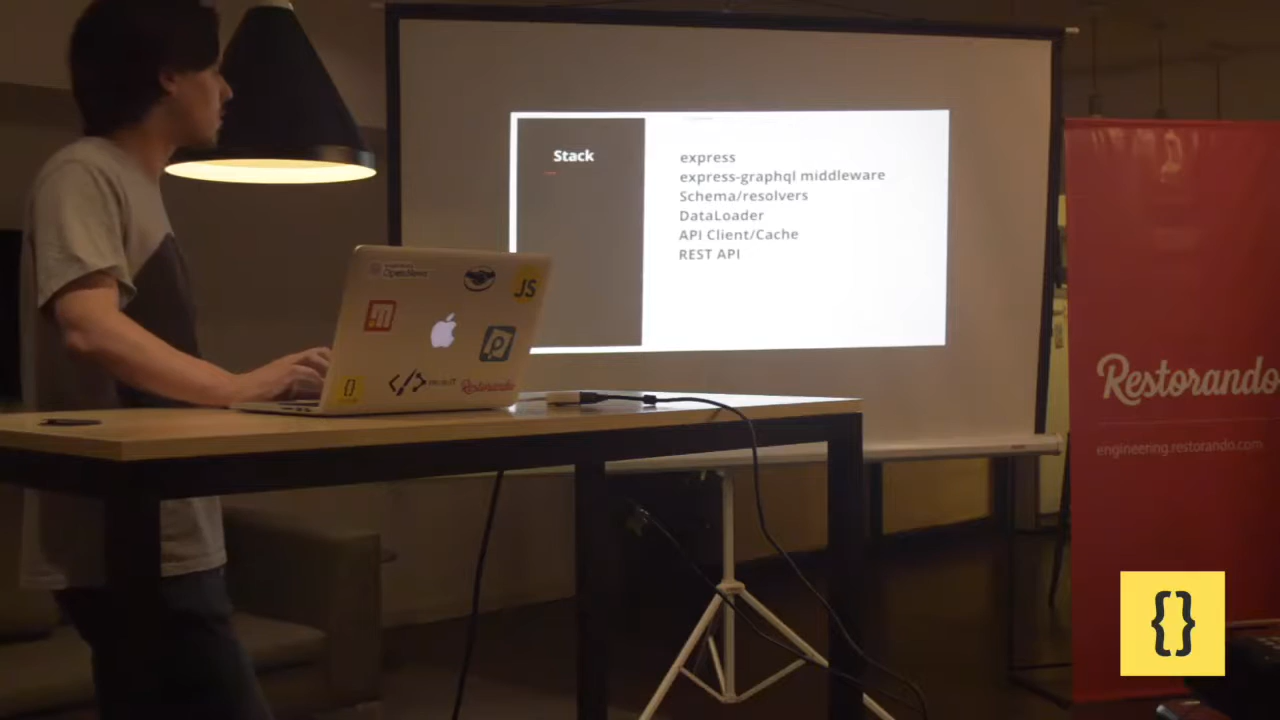 Stack
express
express-graphql middleware
Schema/resolvers
DataLoader
API Client/Cache
REST API
OpenNews
JS
{}
Restorando
Restorando
engineering.restorando.com
{}